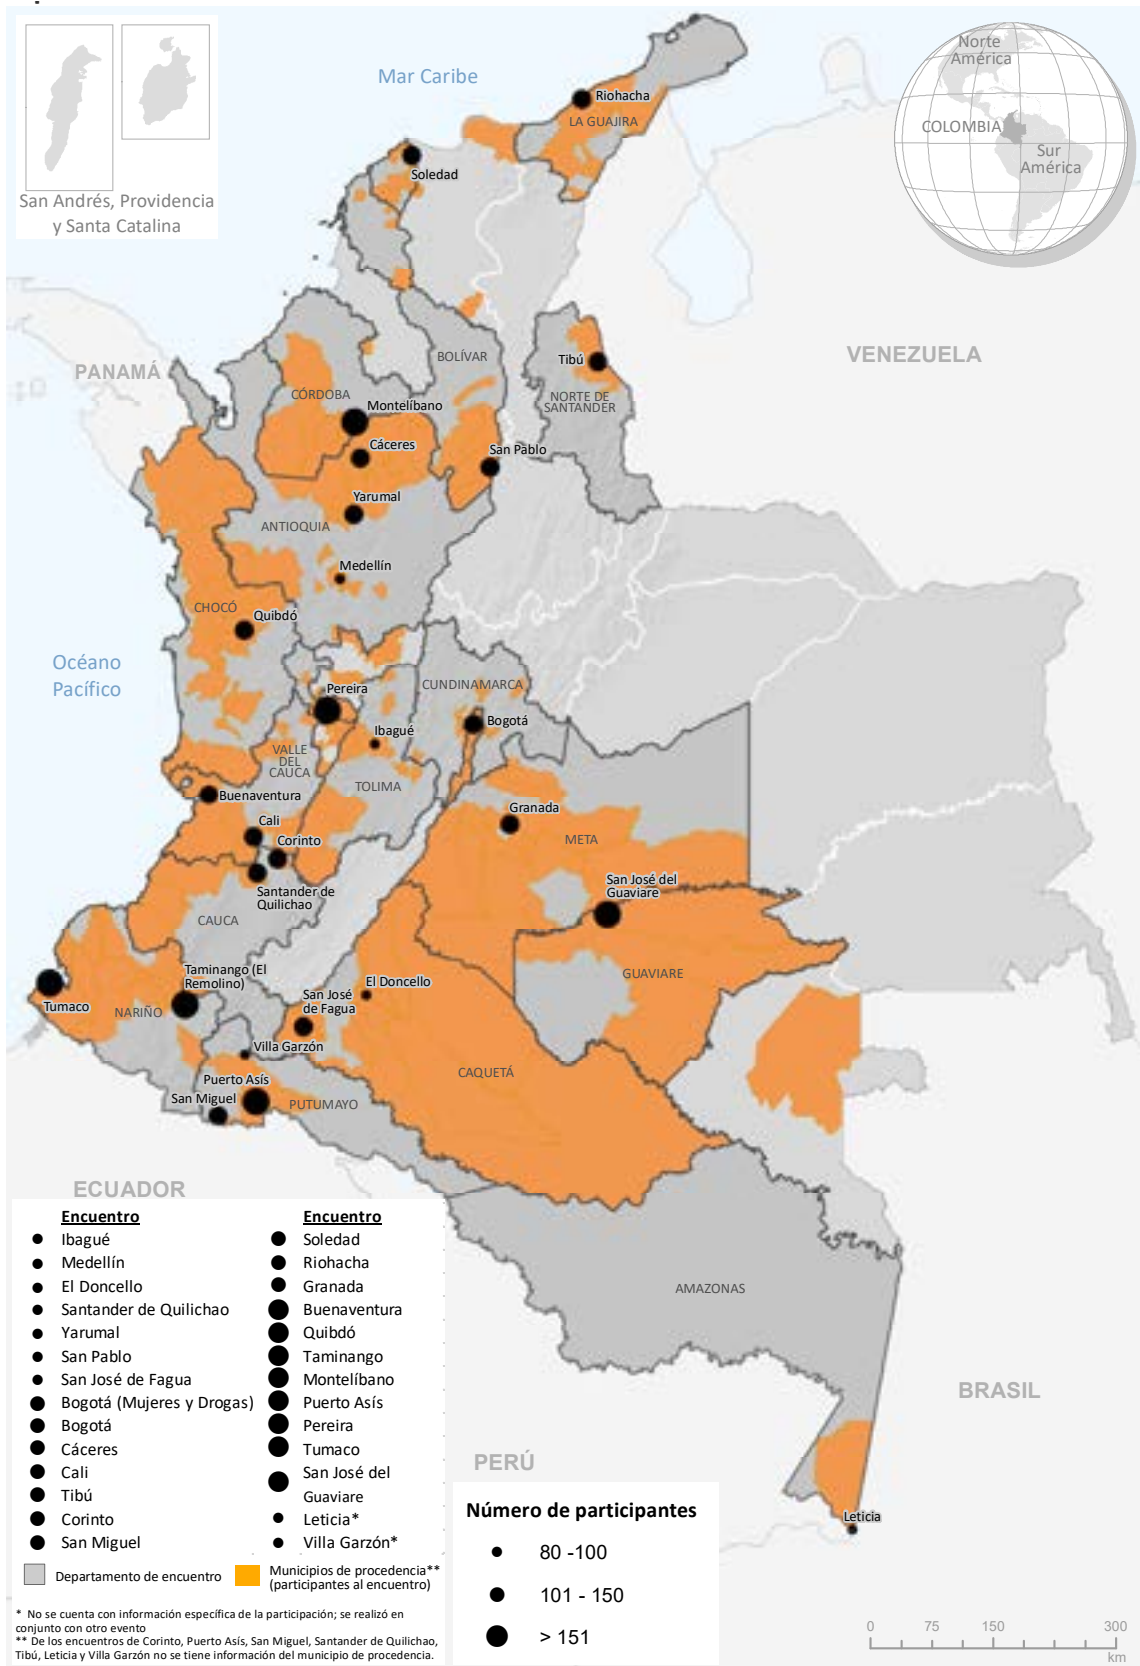 Mar Caribe
Norte
América
COLOMBIA
Sur
América
San Andrés, Providencia
y Santa Catalina
Riohacha
LA GUAJIRA
Soledad
PANAMÁ
VENEZUELA
BOLÍVAR
Tibú
NORTE DE
SANTANDER
CÓRDOBA
Montelíbano
Cáceres
San Pablo
Yarumal
ANTIOQUIA
Medellín
CHOCÓ
Quibdó
Océano
Pacífico
CUNDINAMARCA
Pereira
Bogotá
Ibagué
VALLE
DEL
CAUCA
TOLIMA
Buenaventura
Granada
Cali
META
Corinto
San José del
Guaviare
Santander de
Quilichao
CAUCA
Taminango (El
Remolino)
GUAVIARE
El Doncello
San José
de Fagua
Tumaco
NARIÑO
Villa Garzón
CAQUETÁ
Puerto Asís
San Miguel
PUTUMAYO
ECUADOR
AMAZONAS
BRASIL
PERÚ
Leticia
Encuentro
Ibagué
Medellín
El Doncello
Santander de Quilichao
Yarumal
San Pablo
San José de Fagua
Bogotá (Mujeres y Drogas)
Bogotá
Cáceres
Cali
Tibú
Corinto
San Miguel
Encuentro
Soledad
Riohacha
Granada
Buenaventura
Quibdó
Taminango
Montelíbano
Puerto Asís
Pereira
Tumaco
San José del
Guaviare
Leticia*
Villa Garzón*
Departamento de encuentro
Municipios de procedencia**
(participantes al encuentro)
* No se cuenta con información específica de la participación; se realizó en
conjunto con otro evento
** De los encuentros de Corinto, Puerto Asís, San Miguel, Santander de Quilichao,
Tibú, Leticia y Villa Garzón no se tiene información del municipio de procedencia.
Número de participantes
80 -100
101 - 150
> 151
0 75 150 300
km